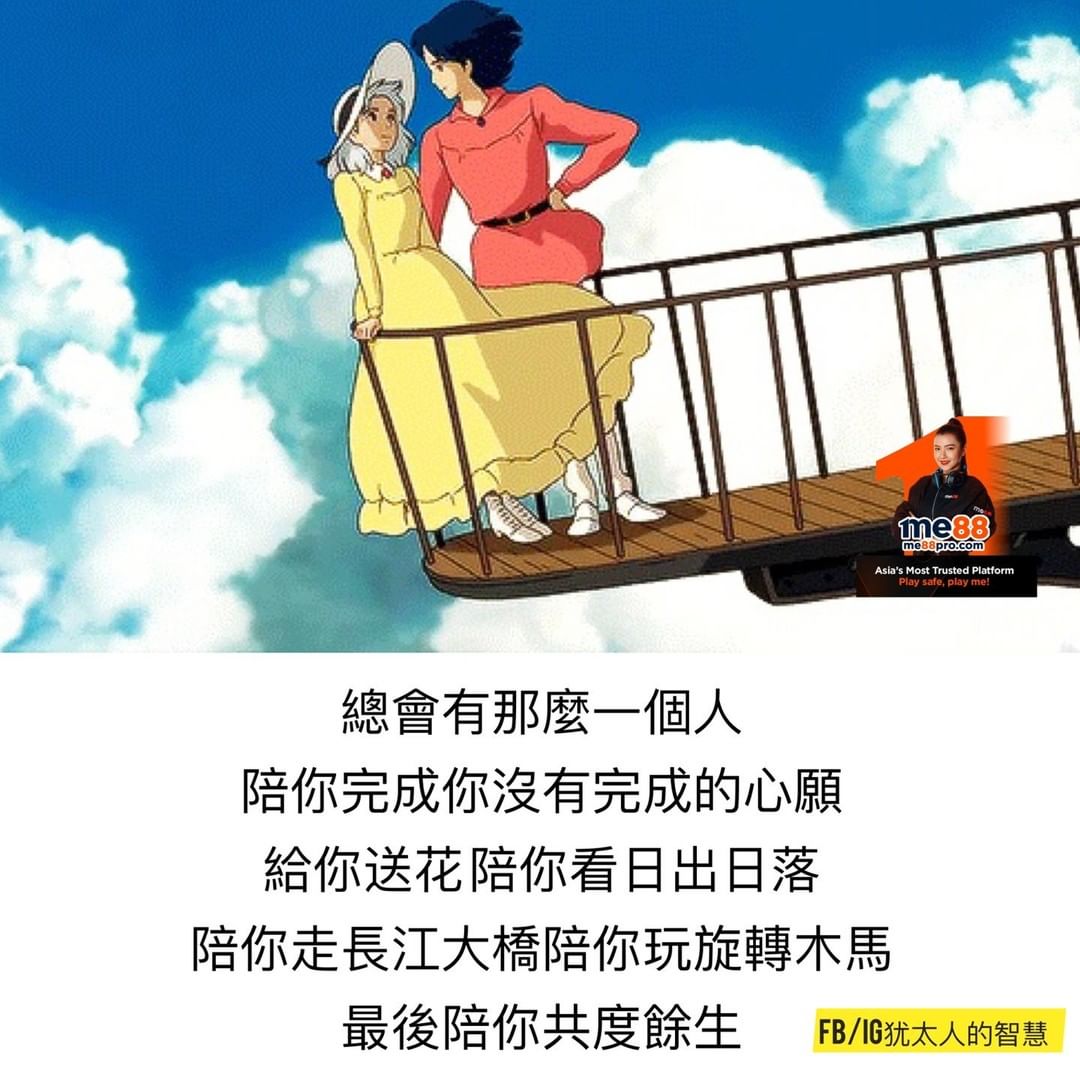 me88
me88pro.com
Asia's Most Trusted Platform
Play safe, play me!
總會有那麼一個人
陪你完成你沒有完成的心願
給你送花陪你看日出日落
陪你走長江大橋陪你玩旋轉木馬
最後陪你共度餘生
FB/IG犹太人的智慧